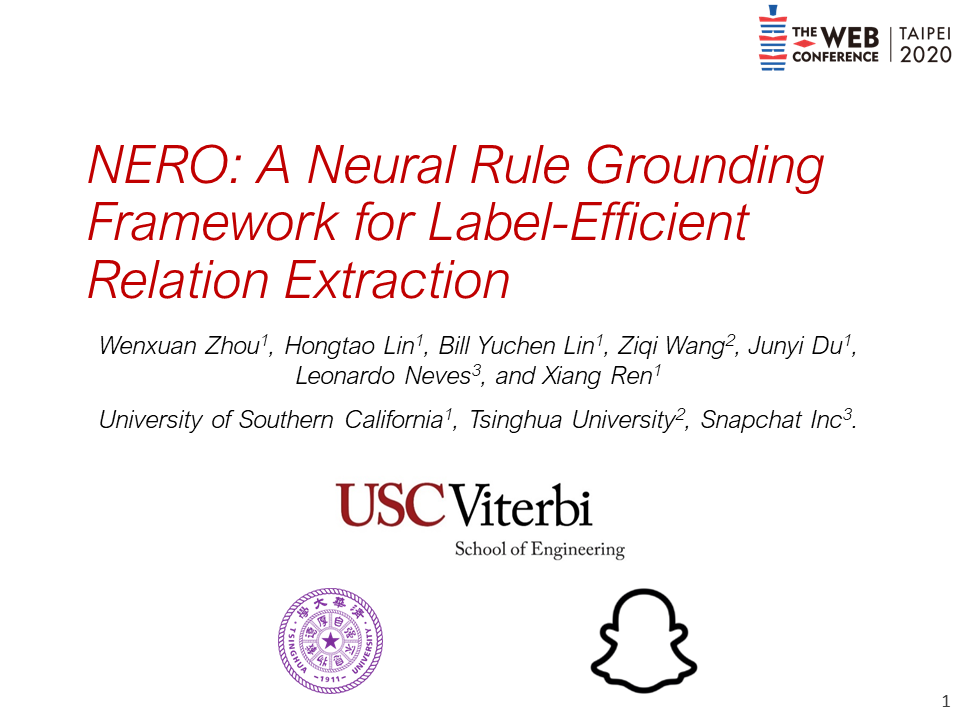 THE WEB CONFERENCE | TAIPEI 2020
NERO: A Neural Rule Grounding
Framework for Label-Efficient
Relation Extraction
Wenxuan Zhou¹, Hongtao Lin¹, Bill Yuchen Lin¹, Ziqi Wang², Junyi Du¹,
Leonardo Neves³, and Xiang Ren¹
University of Southern California¹, Tsinghua University², Snapchat Inc³.
USC Viterbi
School of Engineering
TSINGHUA UNIVERSITY
–1911–
1